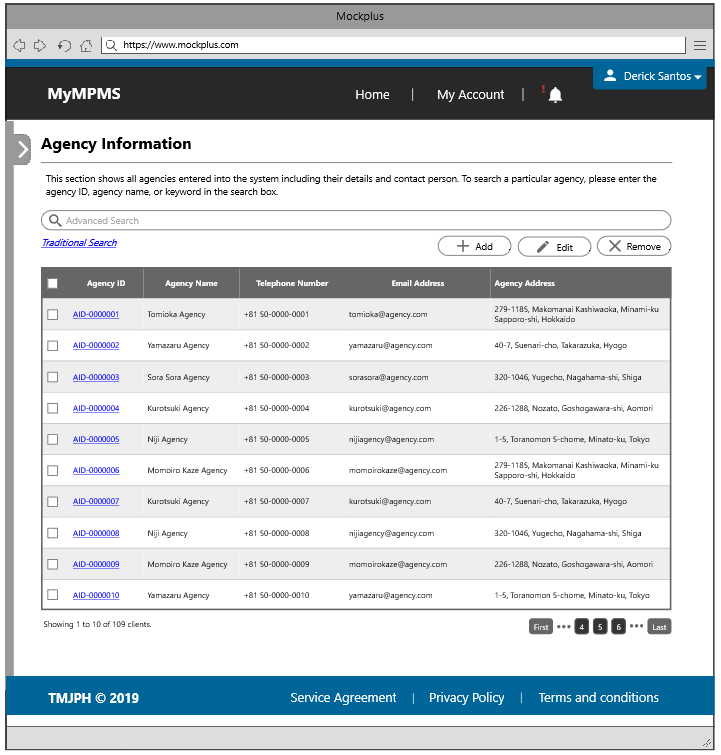 Mockplus
https://www.mockplus.com
Derick Santos
MyMPMS
Home | My Account | !
Agency Information
This section shows all agencies entered into the system including their details and contact person. To search a particular agency, please enter the
agency ID, agency name, or keyword in the search box.
Advanced Search
Traditional Search
Add
Edit
Remove
Agency ID Agency Name Telephone Number Email Address Agency Address
AID-0000001 Tomioka Agency +81 50-0000-0001 tomioka@agency.com 279-1185, Makomanai Kashiwaoka, Minami-ku
Sapporo-shi, Hokkaido
AID-0000002 Yamazaru Agency +81 50-0000-0002 yamazaru@agency.com 40-7, Suenari-cho, Takarazuka, Hyogo
AID-0000003 Sora Sora Agency +81 50-0000-0003 sorasora@agency.com 320-1046, Yugecho, Nagahama-shi, Shiga
AID-0000004 Kurotsuki Agency +81 50-0000-0004 kurotsuki@agency.com 226-1288, Nozato, Goshogawara-shi, Aomori
AID-0000005 Niji Agency +81 50-0000-0005 nijiagency@agency.com 1-5, Toranomon 5-chome, Minato-ku, Tokyo
AID-0000006 Momoiro Kaze Agency +81 50-0000-0006 momoirokaze@agency.com 279-1185, Makomanai Kashiwaoka, Minami-ku
Sapporo-shi, Hokkaido
AID-0000007 Kurotsuki Agency +81 50-0000-0007 kurotsuki@agency.com 40-7, Suenari-cho, Takarazuka, Hyogo
AID-0000008 Niji Agency +81 50-0000-0008 nijiagency@agency.com 320-1046, Yugecho, Nagahama-shi, Shiga
AID-0000009 Momoiro Kaze Agency +81 50-0000-0009 momoirokaze@agency.com 226-1288, Nozato, Goshogawara-shi, Aomori
AID-0000010 Yamazaru Agency +81 50-0000-0010 yamazaru@agency.com 1-5, Toranomon 5-chome, Minato-ku, Tokyo
Showing 1 to 10 of 109 clients.
First ••• 4 5 6 ••• Last
TMJPH © 2019
Service Agreement | Privacy Policy | Terms and conditions